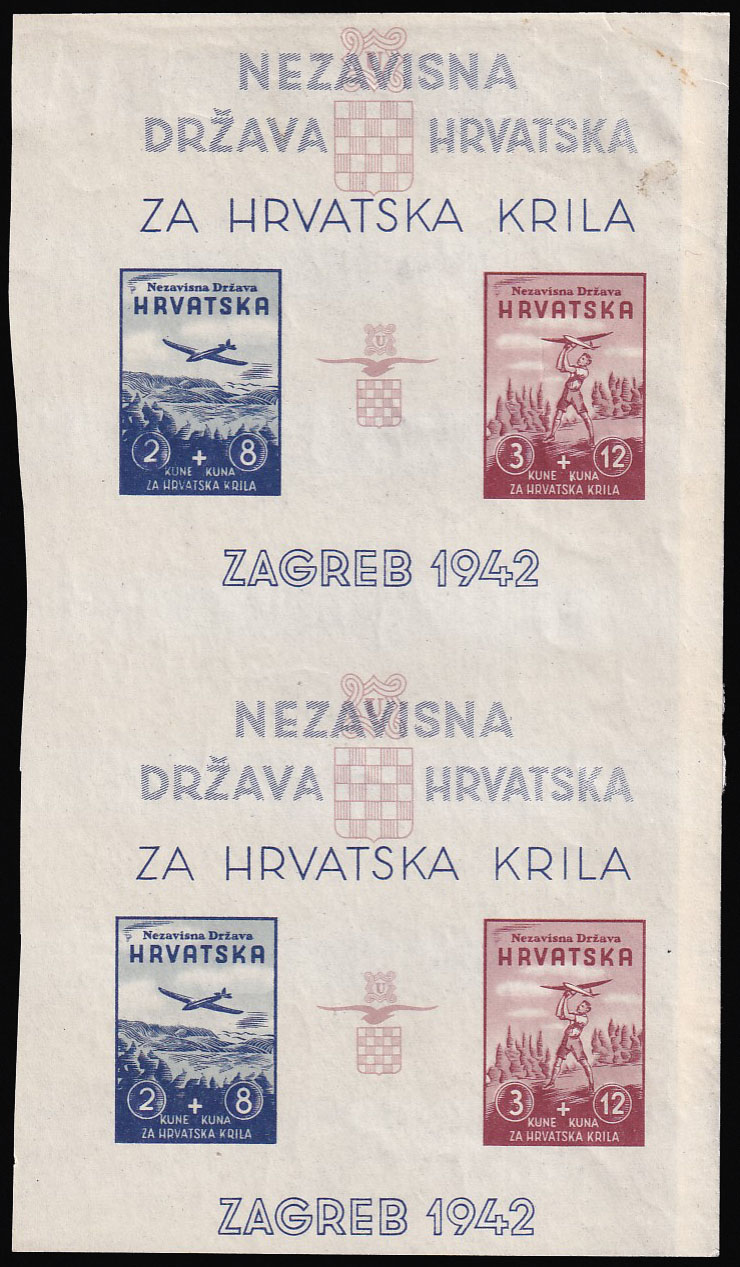 U
NEZAVISNA
DRŽAVA HRVATSKA
ZA HRVATSKA KRILA
Nezavisna Država
HRVATSKA
2 + 8
KUNE KUNA
ZA HRVATSKA KRILA
U
Nezavisna Država
HRVATSKA
3 + 12
KUNE KUNA
ZA HRVATSKA KRILA
ZAGREB 1942
U
NEZAVISNA
DRŽAVA HRVATSKA
ZA HRVATSKA KRILA
Nezavisna Država
HRVATSKA
2 + 8
KUNE KUNA
ZA HRVATSKA KRILA
U
Nezavisna Država
HRVATSKA
3 + 12
KUNE KUNA
ZA HRVATSKA KRILA
ZAGREB 1942